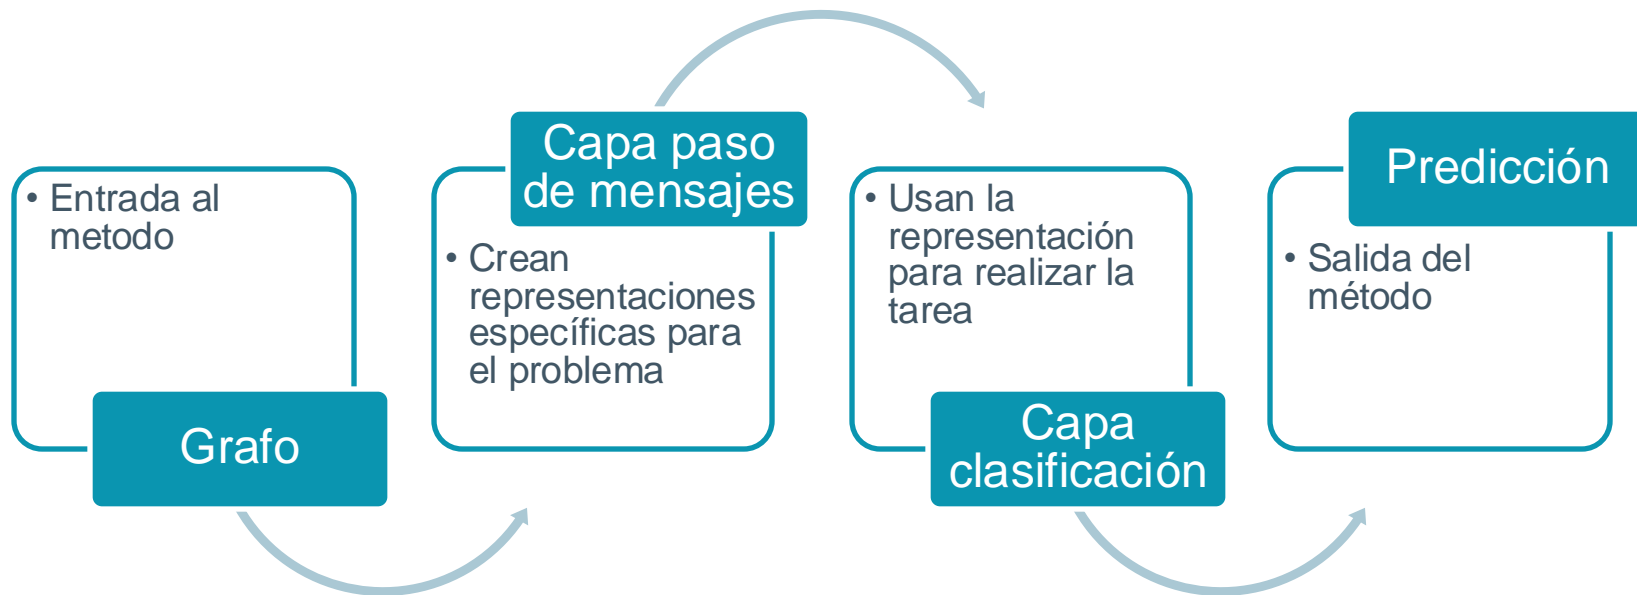 • Entrada al
metodo
Grafo
Capa paso
de mensajes
• Crean
representaciones
específicas para
el problema
• Usan la
representación
para realizar la
tarea
Capa
clasificación
Predicción
• Salida del
método